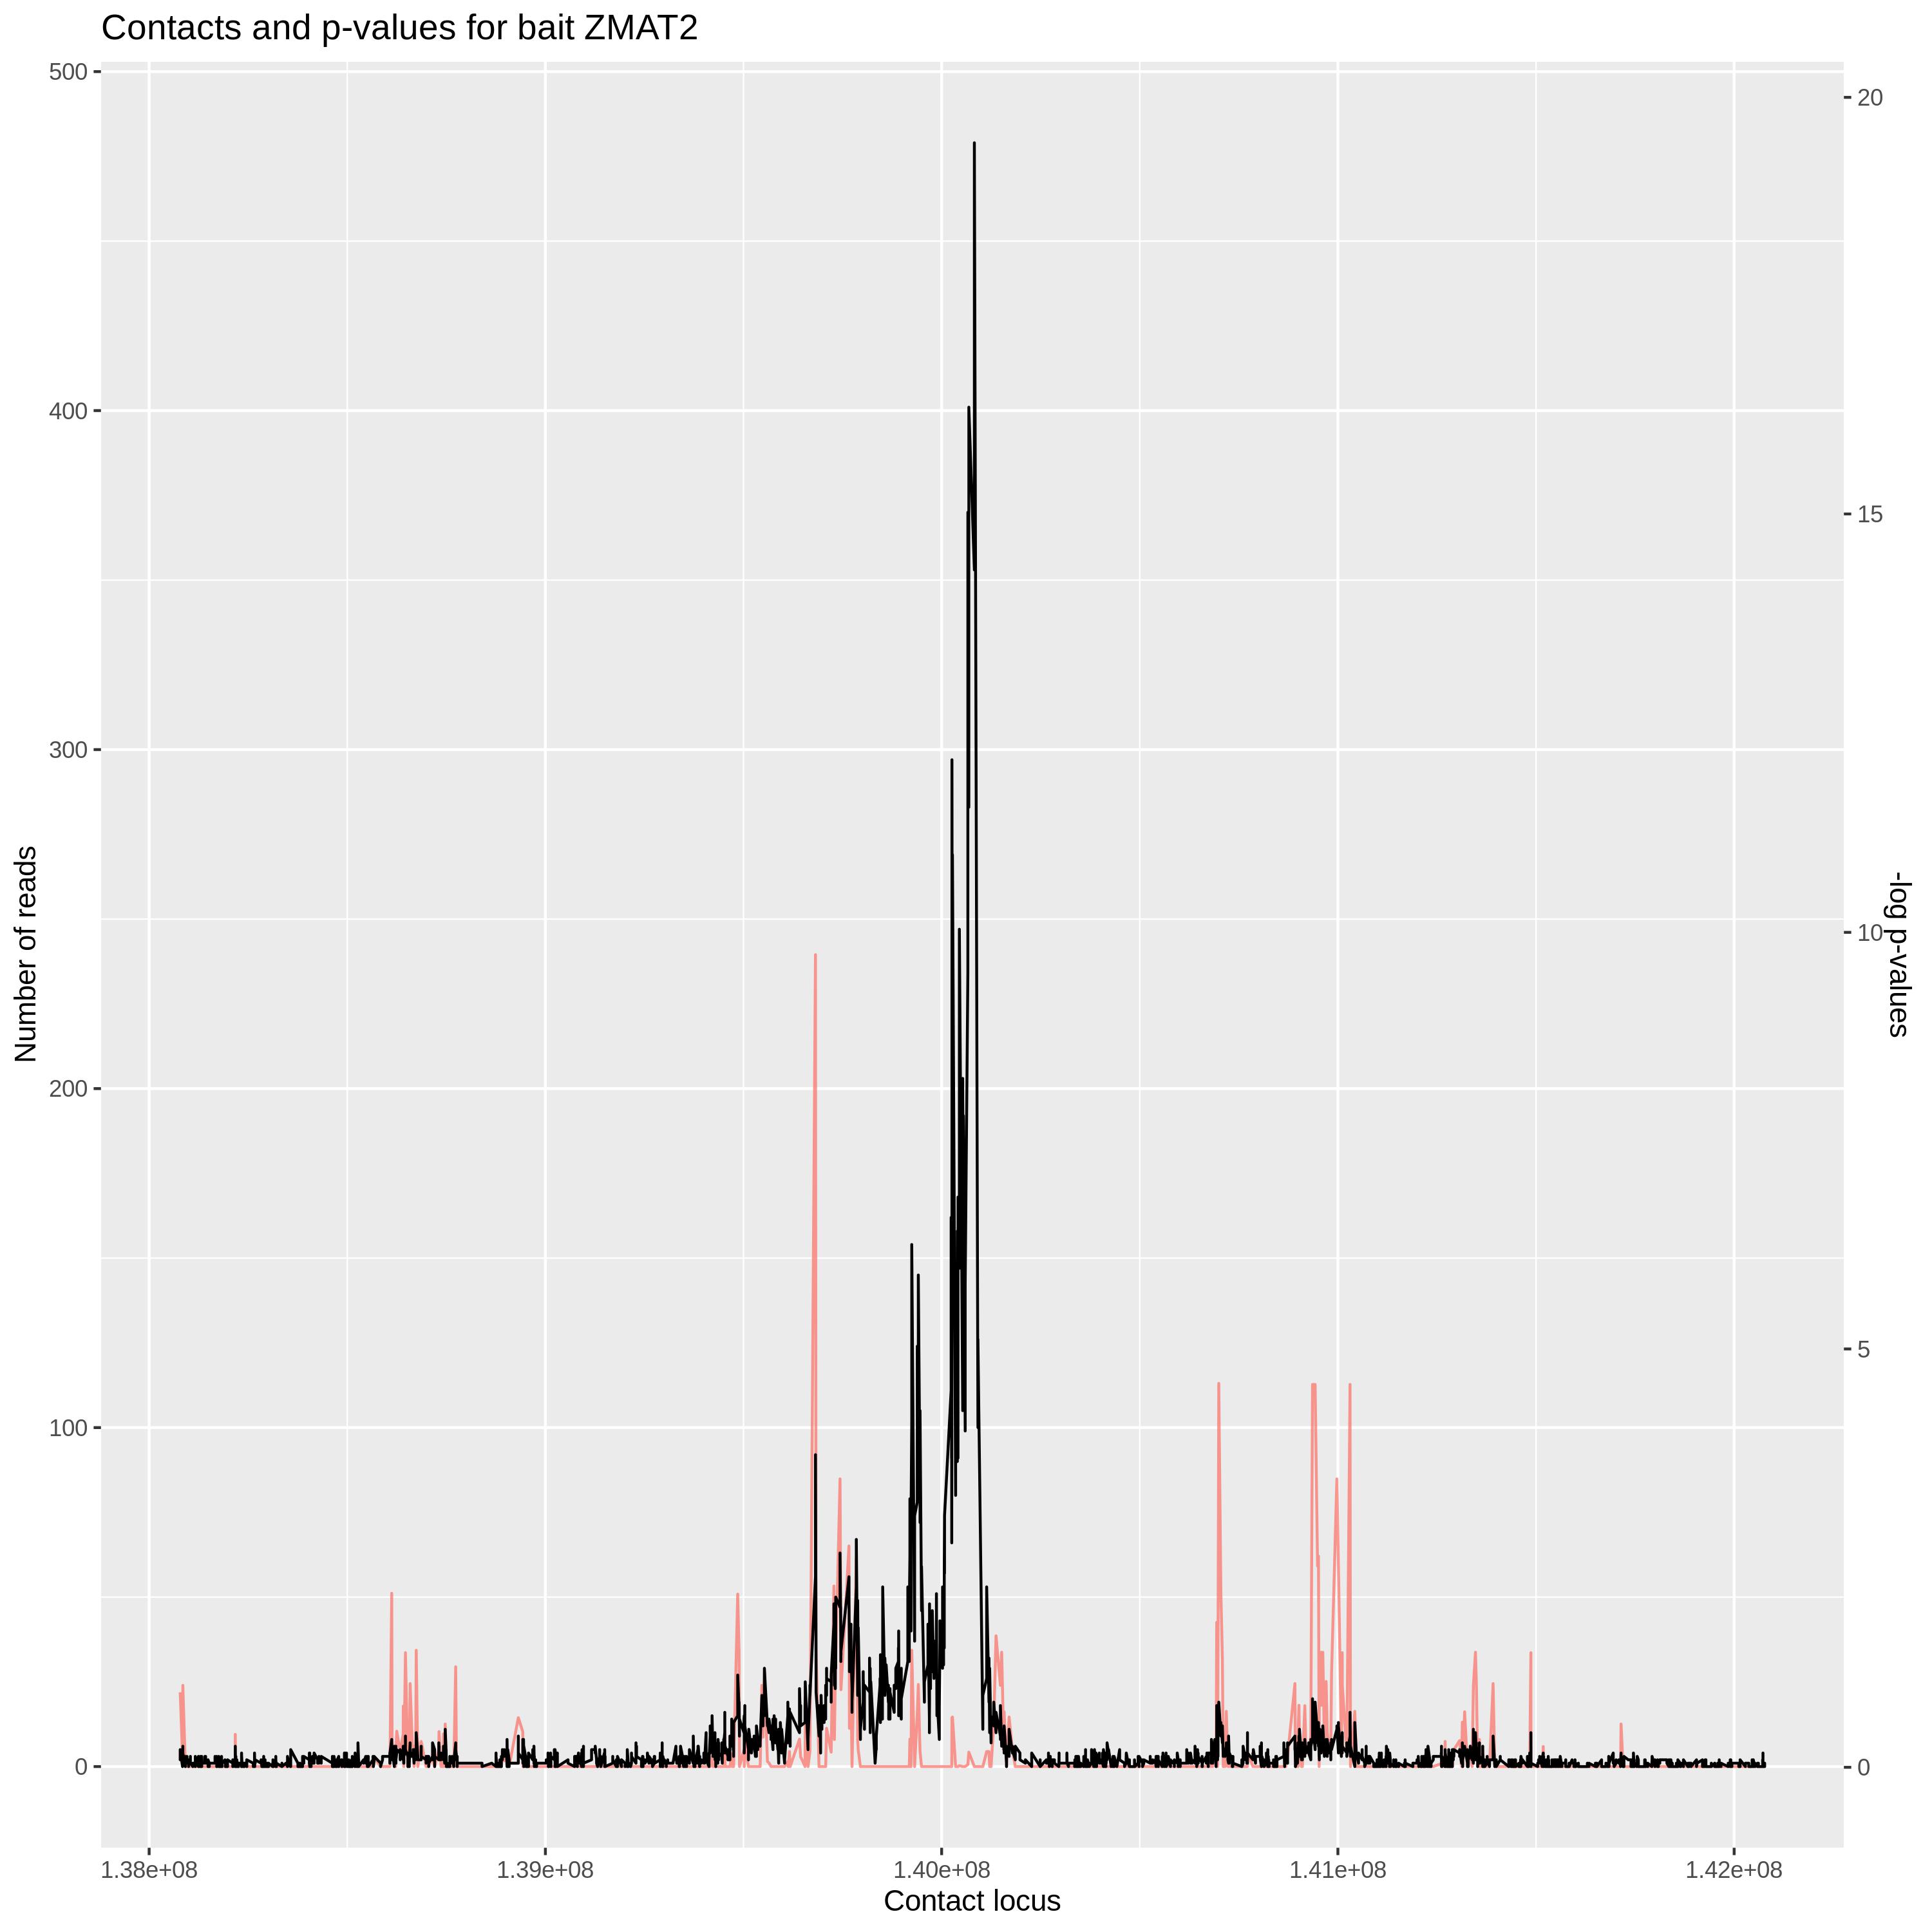 Contacts and p-values for bait ZMAT2
500
400
300
200
100
0
Number of reads
20
15
10
5
0
-log p-values
1.38e+08
1.39e+08
1.40e+08
1.41e+08
1.42e+08
Contact locus